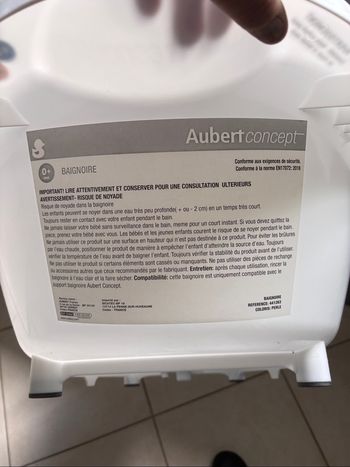 Aubert concept
Conforme aux exigences de sécurité.
Conforme à la norme EN17072: 2018
0+
BAIGNOIRE
IMPORTANT! LIRE ATTENTIVEMENT ET CONSERVER POUR UNE CONSULTATION ULTERIEURS
AVERTISSEMENT- RISQUE DE NOYADE
Risque de noyade dans la baignoire
Les enfants peuvent se noyer dans une eau très peu profonde( + ou - 2 cm) en un temps très court.
Toujours rester en contact avec votre enfant pendant le bain.
Ne jamais laisser votre bébé sans surveillance dans le bain, meme pour un court instant. Si vous devez quittez la
piece, prenez votre bébé avec vous. Les bébés et les jeunes enfants courent le risque de se noyer pendant le bain.
Ne jamais utiliser ce produit sur une surface en hauteur qui n'est pas destinée à ce produit. Pour éviter les brûlures
par l'eau chaude, positionner le produit de manière à empêcher d'atteindre la source d'eau. Toujours
vérifier la température de l'eau avant de baigner l'enfant. Toujours vérifier la stabilité du produit avant de l'utiliser.
Ne pas utiliser le produit si certains éléments sont cassés ou manquants. Ne pas utiliser des pièces de rechange
ou accessoires autres que ceux recommandés par le fabricant. Entretien: après chaque utilisation, rincer la
baignoire à l'eau clair et la faire sécher. Compatibilité: cette baignoire est uniquement compatible avec le
support baignoire Aubert Concept.
BAIGNOIRE
REFERENCE:
COLORIS: PERLE
FRANCE